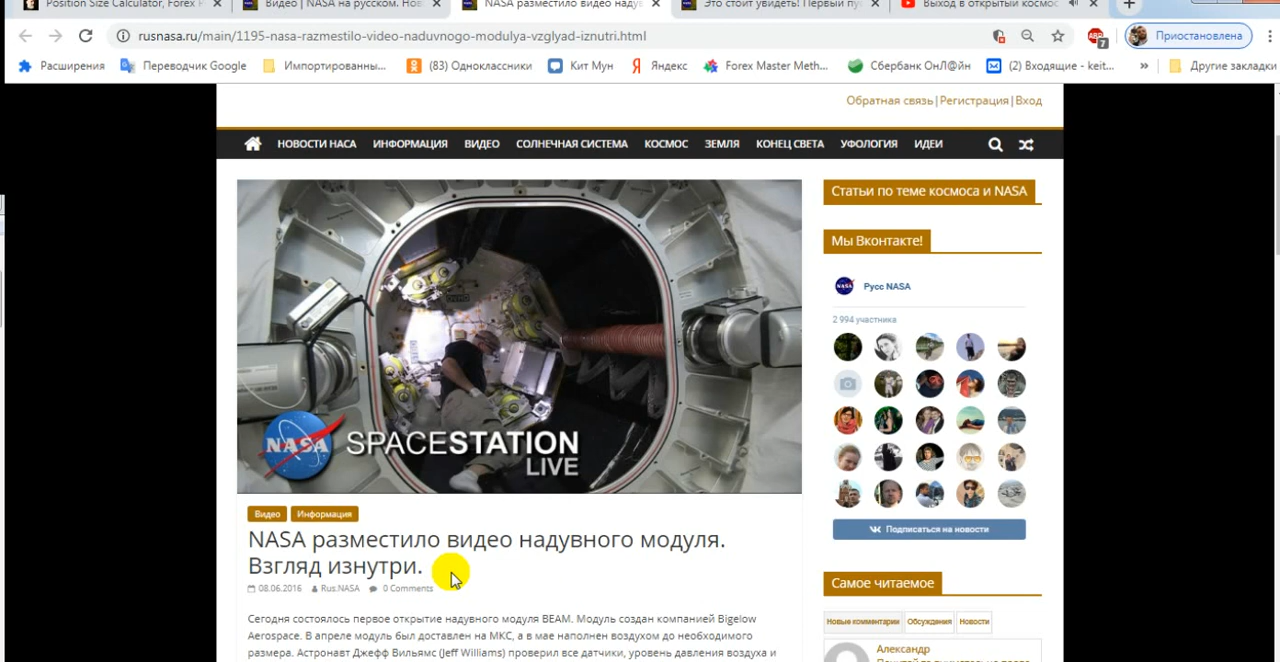 Position Size Calculator, Forex
Видео | NASA на русском. Нов
NASA разместило видео надув
Это стоит увидеть! Первый пу
Выход в открытый космос
rusnasa.ru/main/1195-nasa-razmestilo-video-naduvnogo-modulya-vzglyad-iznutri.html
ABP
7
Приостановлена
Расширения
Переводчик Google
Импортированны...
(83) Одноклассники
Кит Мун
Яндекс
Forex Master Meth...
Сбербанк ОнЛ@йн
(2) Входящие - keit...
»
Другие закладки
Обратная связь|Регистрация|Вход
НОВОСТИ НАСА ИНФОРМАЦИЯ ВИДЕО СОЛНЕЧНАЯ СИСТЕМА КОСМОС ЗЕМЛЯ КОНЕЦ СВЕТА УФОЛОГИЯ ИДЕИ
NASA
SPACESTATION
LIVE
Видео
Информация
NASA разместило видео надувного модуля.
Взгляд изнутри.
08.06.2016 Rus.NASA 0 Comments
Сегодня состоялось первое открытие надувного модуля BEAM. Модуль создан компанией Bigelow
Aerospace. В апреле модуль был доставлен на МКС, а в мае наполнен воздухом до необходимого
размера. Астронавт Джефф Вильямс (Jeff Williams) проверил все датчики, уровень давления воздуха и
Статьи по теме космоса и NASA
Мы Вконтакте!
NASA
Русс NASA
2 994 участника
Подписаться на новости
Самое читаемое
Новые комментарии
Обсуждения
Новости
Александр